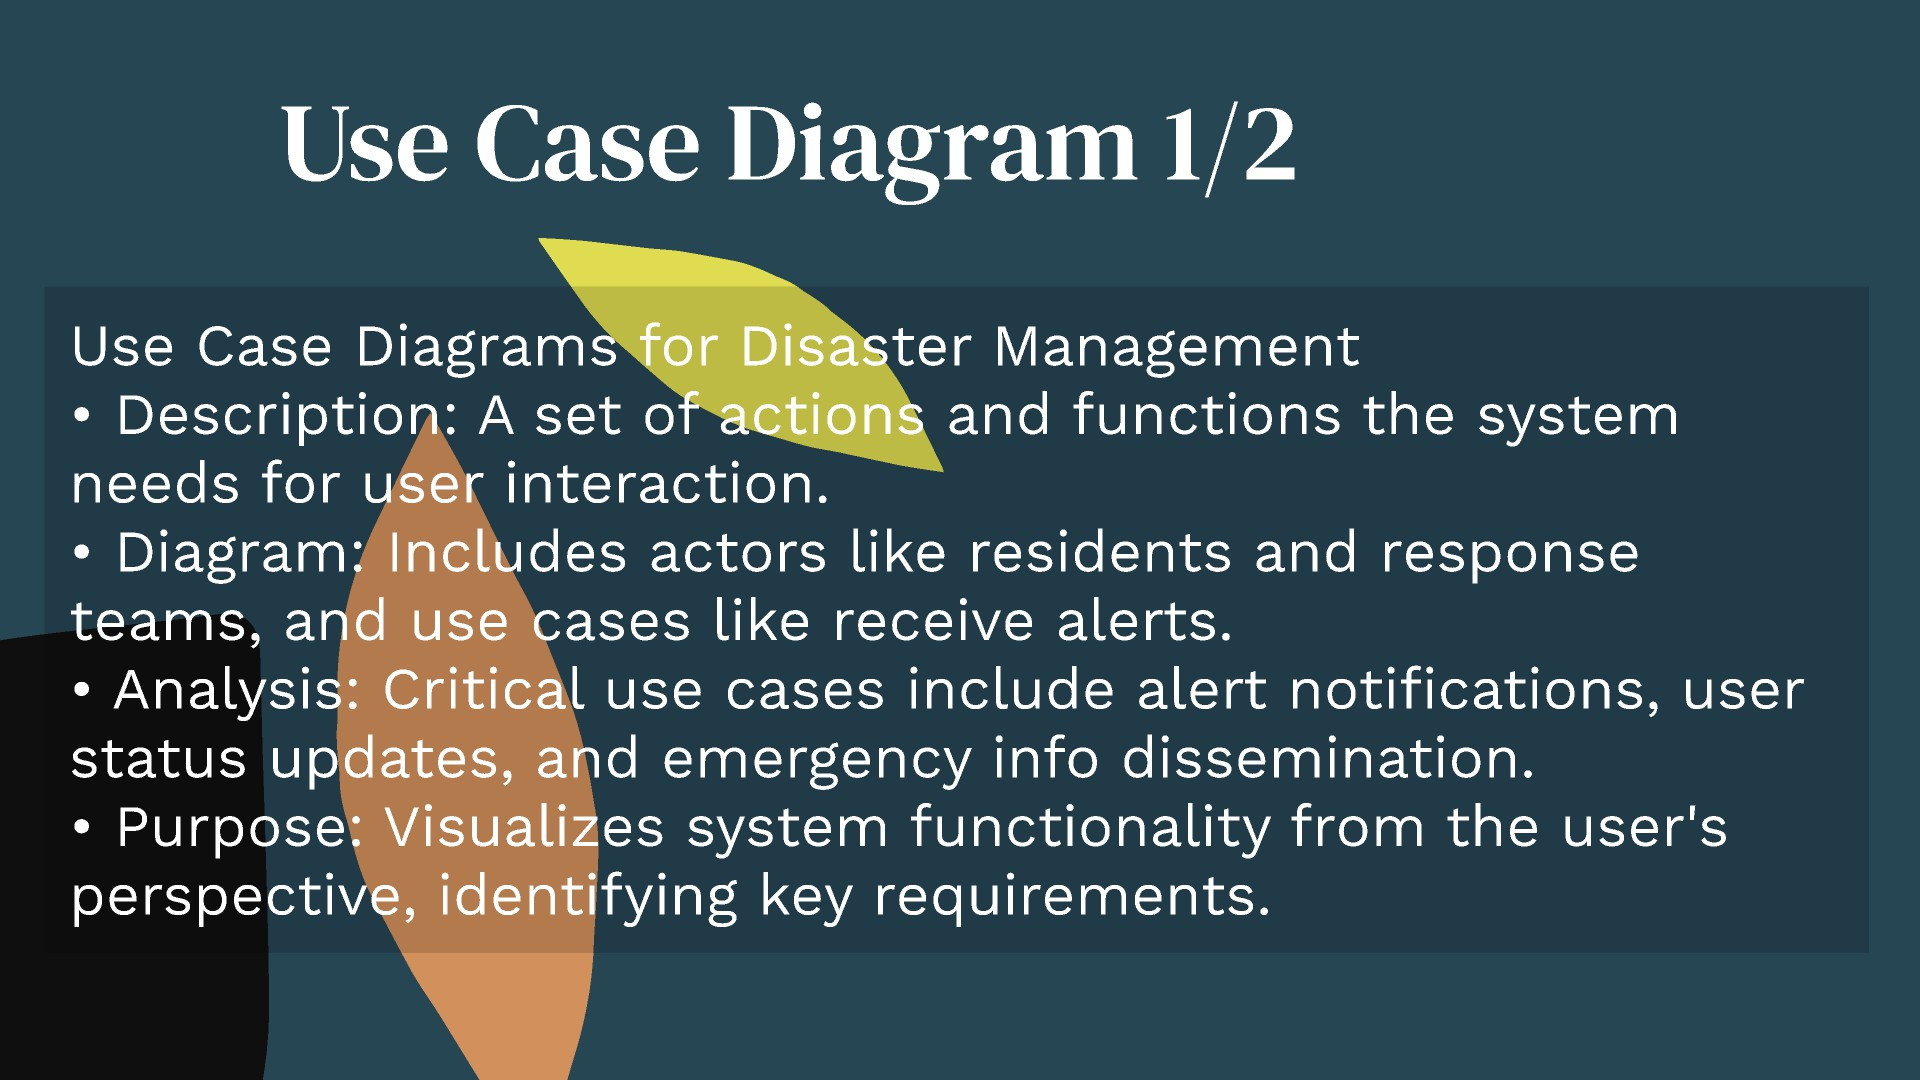 Use Case Diagram 1/2
Use Case Diagrams for Disaster Management
• Description: A set of actions and functions the system
needs for user interaction.
• Diagram: Includes actors like residents and response
teams, and use cases like receive alerts.
• Analysis: Critical use cases include alert notifications, user
status updates, and emergency info dissemination.
• Purpose: Visualizes system functionality from the user's
perspective, identifying key requirements.